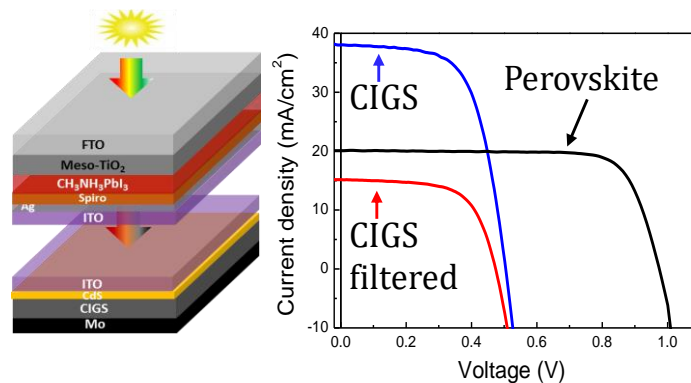 FTO
Meso-TiO₂
CH₃NH₃PbI₃
Spiro
Ag
ITO
ITO
CdS
CIGS
Mo
40
30
20
10
0
-10
Current density (mA/cm²)
CIGS
Perovskite
CIGS
filtered
0.0 0.2 0.4 0.6 0.8 1.0
Voltage (V)